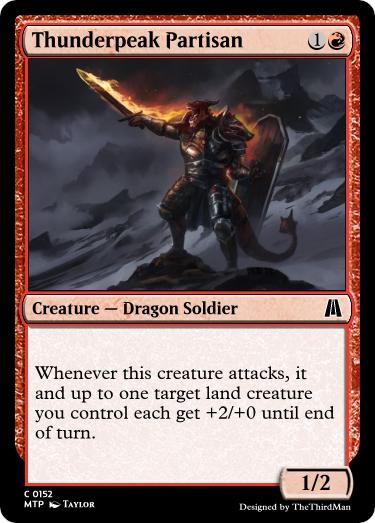 Thunderpeak Partisan 1
Creature — Dragon Soldier
Whenever this creature attacks, it
and up to one target land creature
you control each get +2/+0 until end
of turn.
1/2
C 0152
MTP Taylor Designed by TheThirdMan